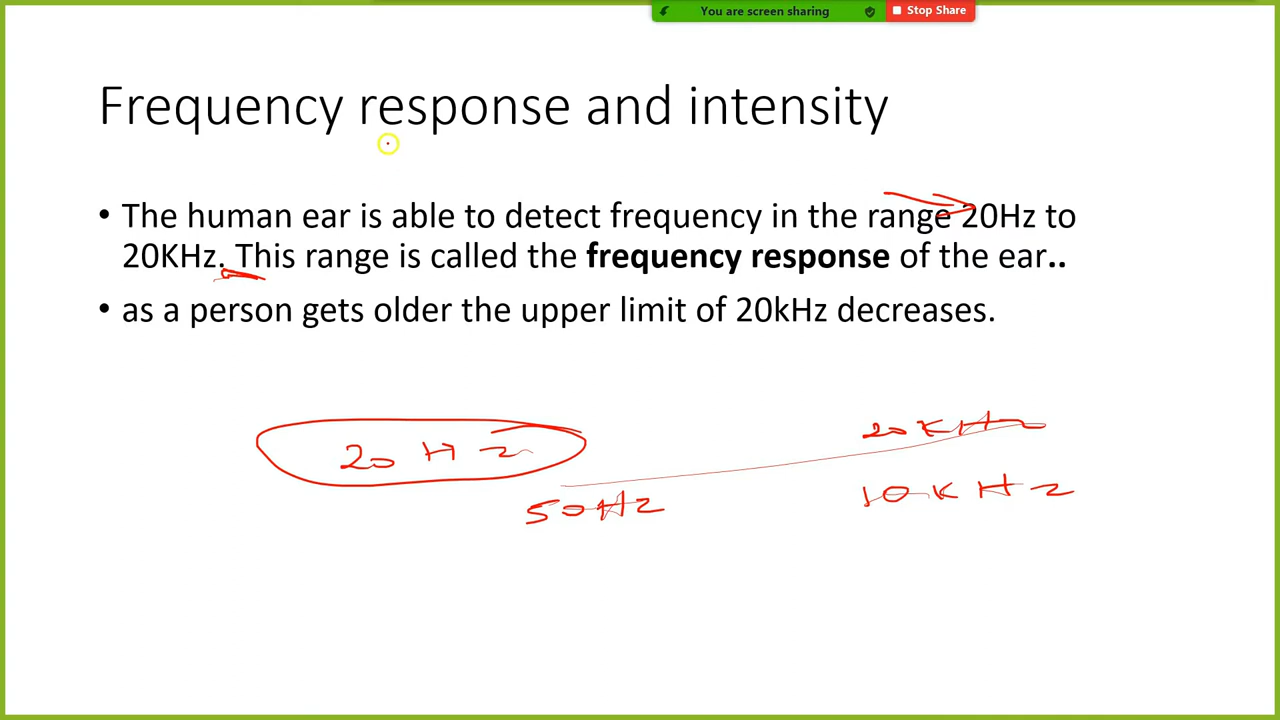 You are screen sharing Stop Share
Frequency response and intensity
• The human ear is able to detect frequency in the range 20Hz to
20KHz. This range is called the frequency response of the ear..
• as a person gets older the upper limit of 20kHz decreases.
20KHz
20 Hz
50Hz
10KHz